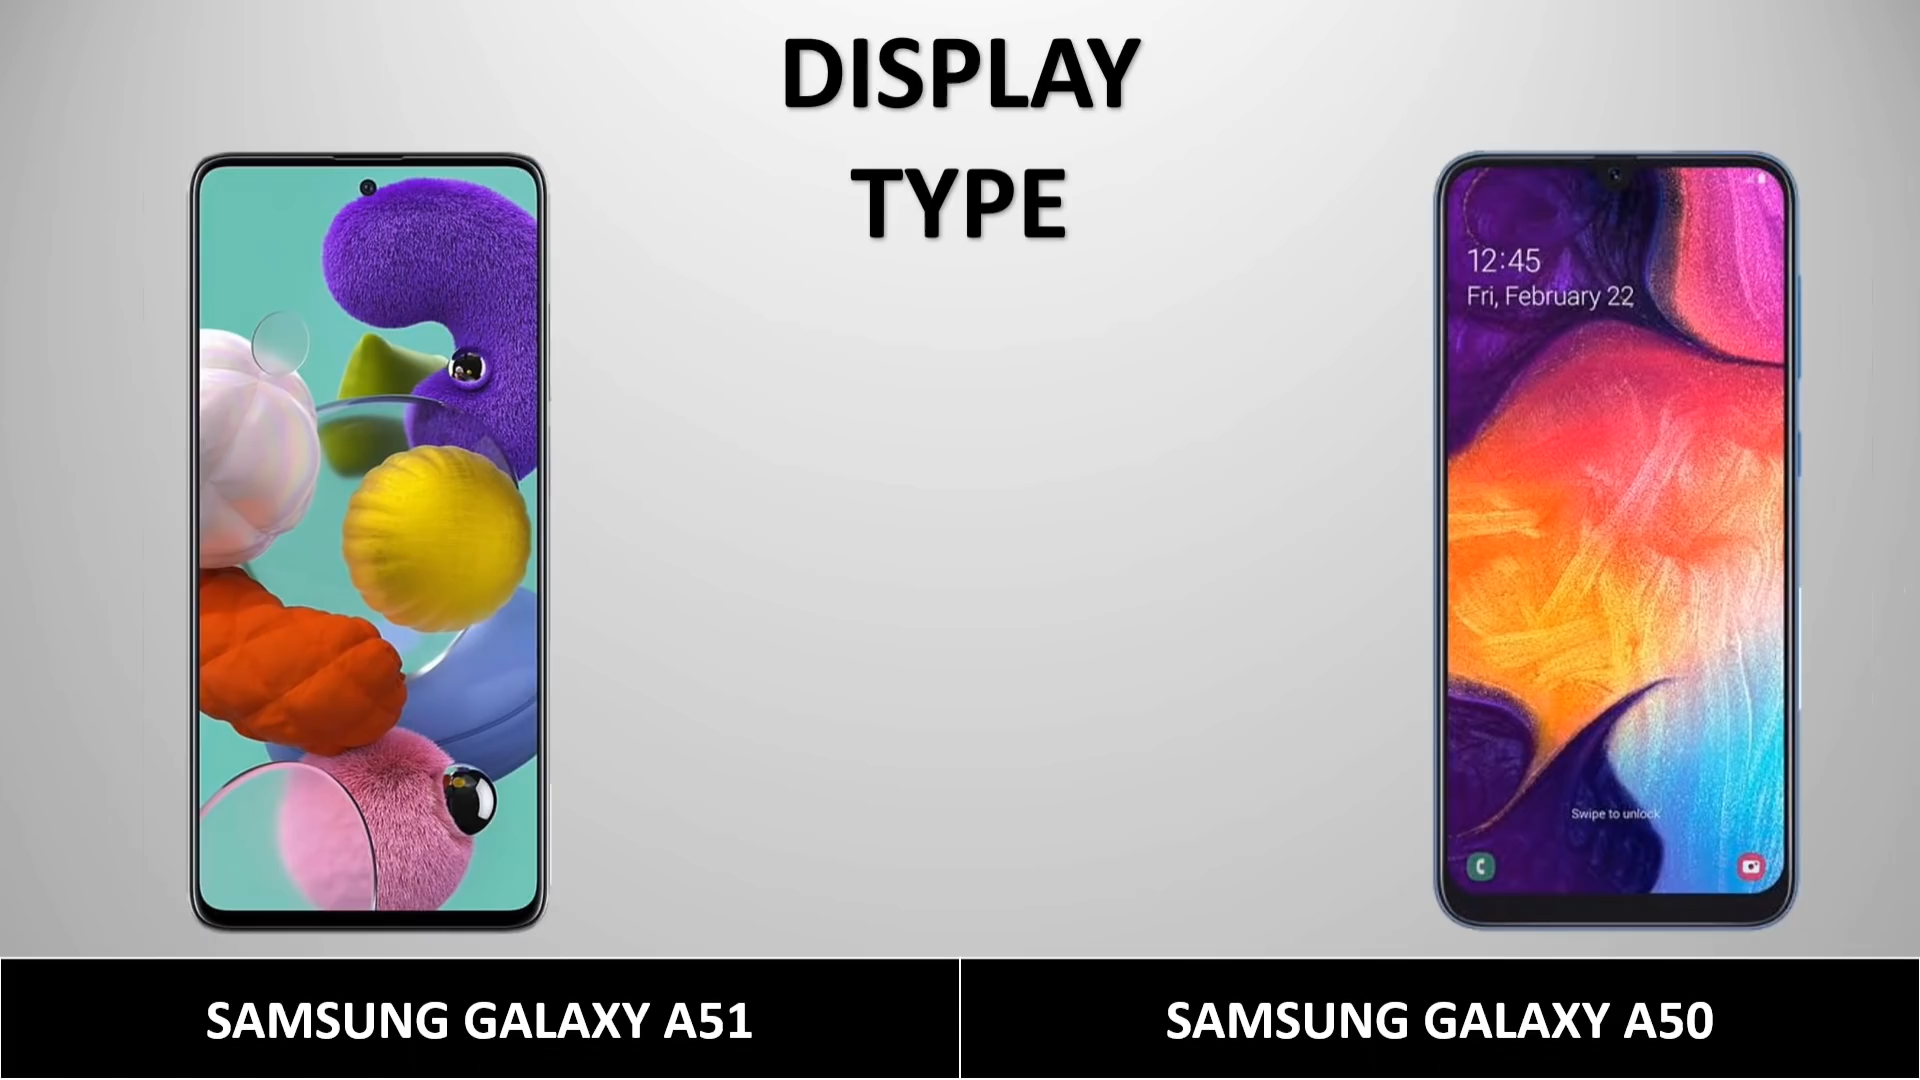 DISPLAY
TYPE
12:45
Fri, February 22
Swipe to unlock
SAMSUNG GALAXY A51
SAMSUNG GALAXY A50